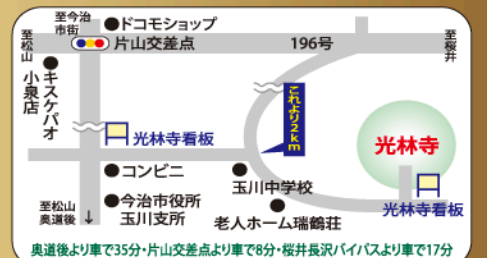 至今治
市街
●ドコモショップ
片山交差点
196号
至松山
至桜井
●キスケパオ
小泉店
これより2km
光林寺看板
光林寺
●コンビニ
玉川中学校
光林寺看板
●今治市役所
玉川支所
至松山
奥道後
↓
老人ホーム瑞鶴荘
奥道後より車で35分・片山交差点より車で8分・桜井長沢バイパスより車で17分